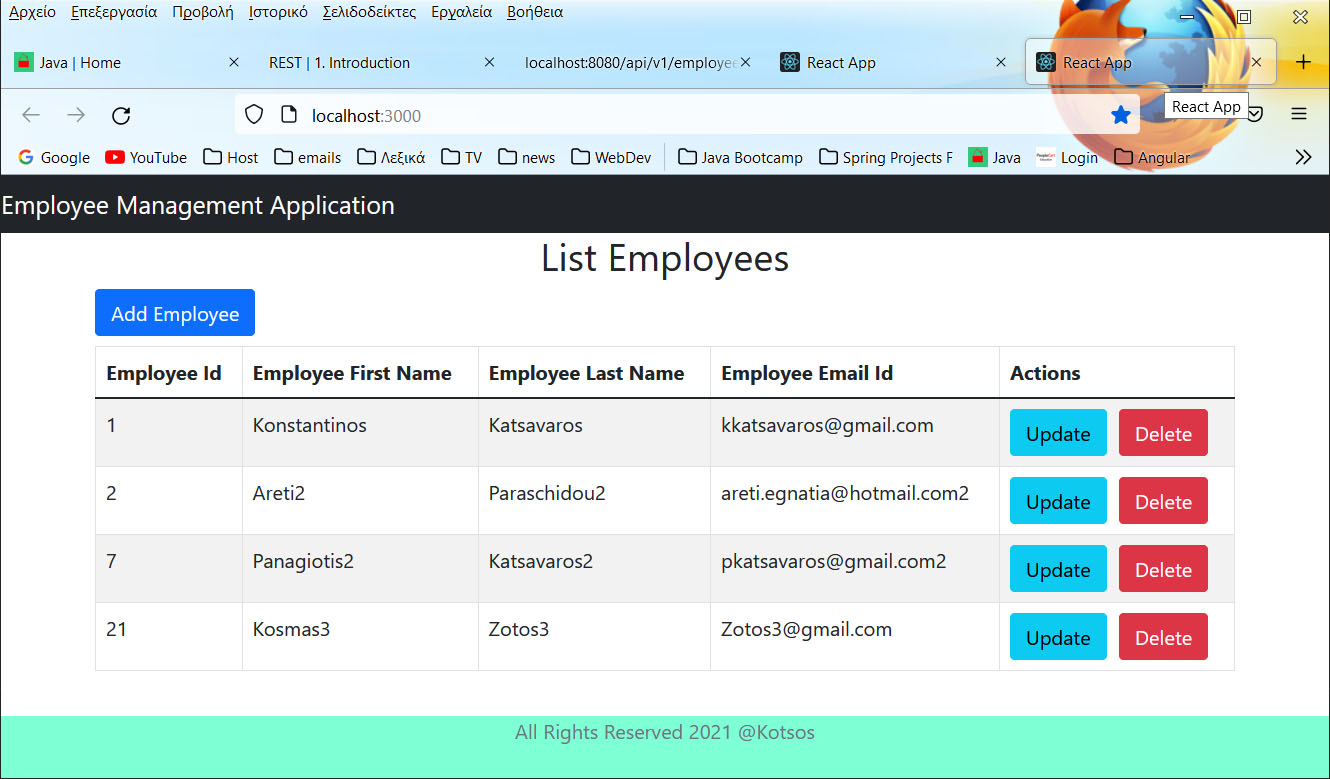 Αρχείο Επεξεργασία Προβολή Ιστορικό Σελιδοδείκτες Εργαλεία Βοήθεια
Java | Home REST | 1. Introduction localhost:8080/api/v1/employee React App React App
localhost:3000 React App
Google YouTube Host emails Λεξικά TV news WebDev Java Bootcamp Spring Projects F Java Login Angular
Employee Management Application
List Employees
Add Employee
Employee Id Employee First Name Employee Last Name Employee Email Id Actions
1 Konstantinos Katsavaros kkatsavaros@gmail.com Update Delete
2 Areti2 Paraschidou2 areti.egnatia@hotmail.com2 Update Delete
7 Panagiotis2 Katsavaros2 pkatsavaros@gmail.com2 Update Delete
21 Kosmas3 Zotos3 Zotos3@gmail.com Update Delete
All Rights Reserved 2021 @Kotsos